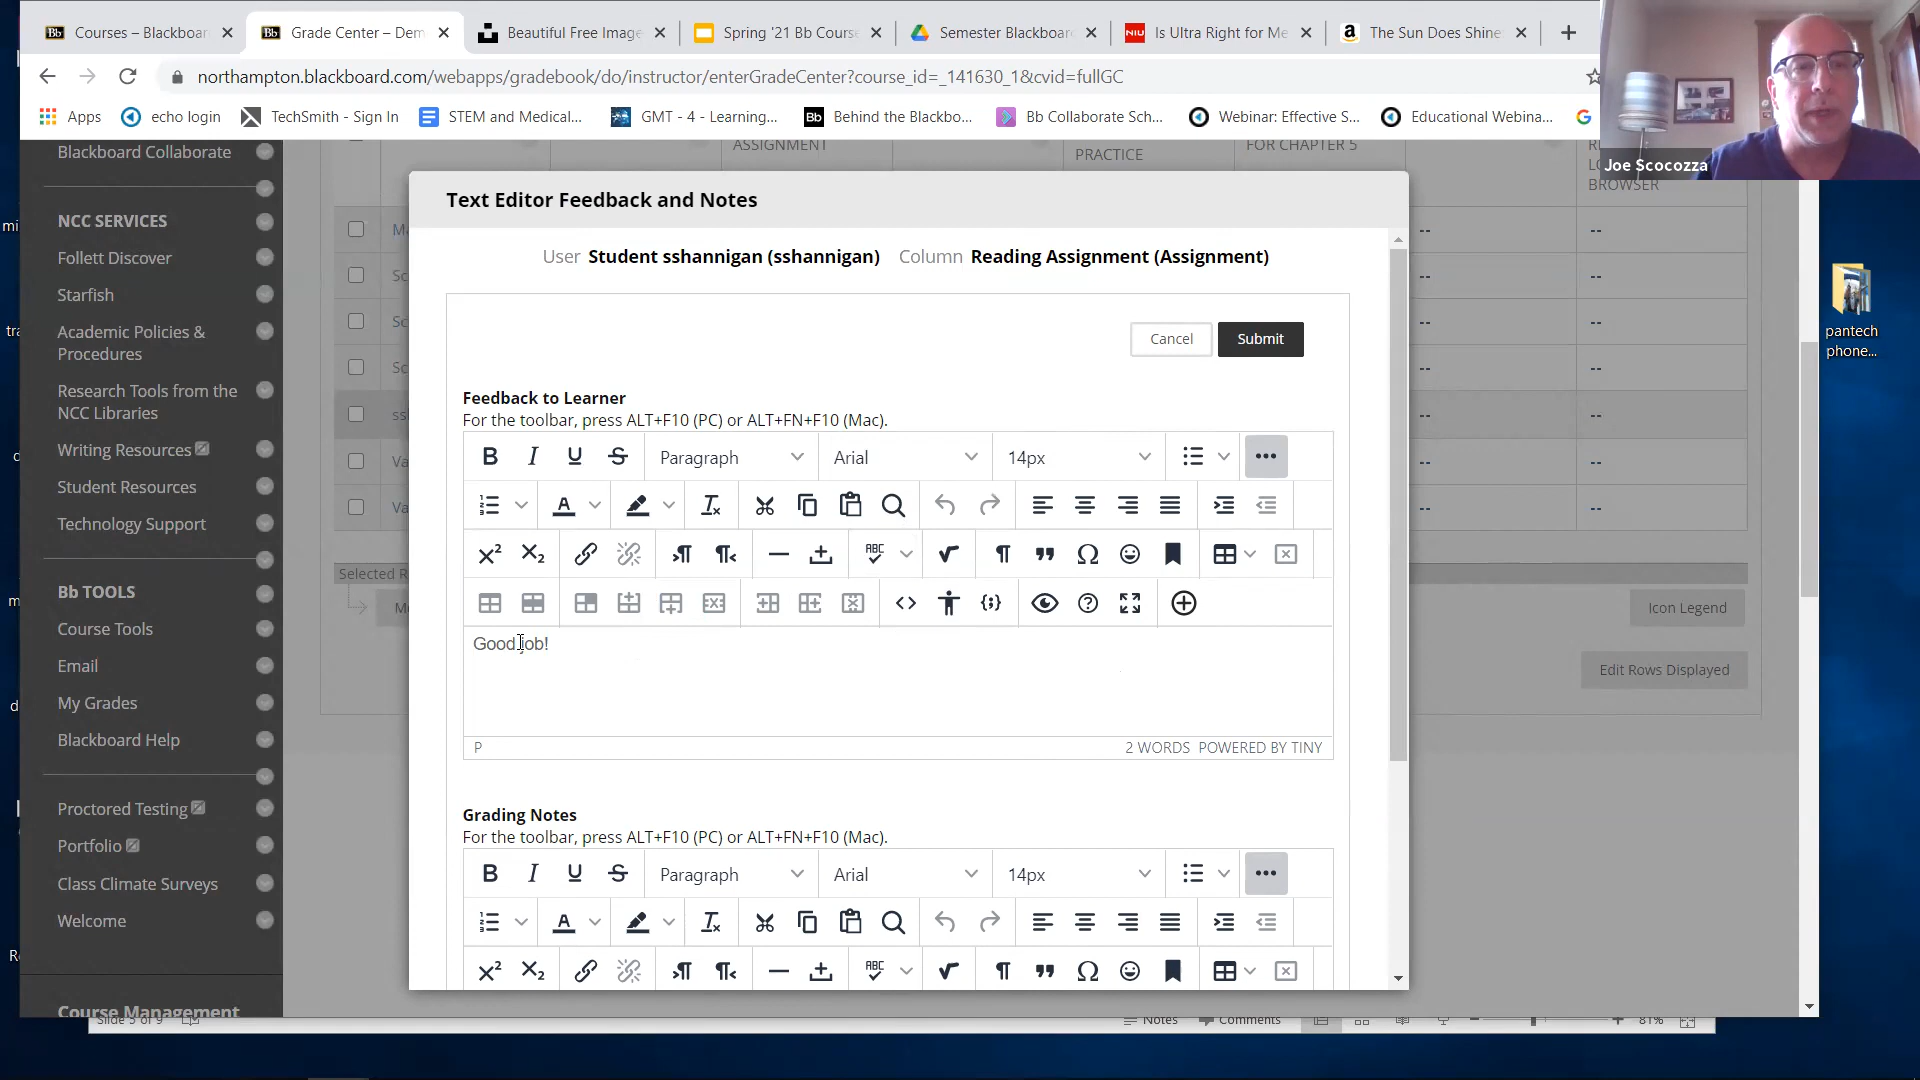 Courses – Blackboar
Grade Center – Dem
Beautiful Free Image
Spring '21 Bb Course
Semester Blackboard
Is Ultra Right for Me
The Sun Does Shine
northampton.blackboard.com/webapps/gradebook/do/instructor/enterGradeCenter?course_id=_141630_1&cvid=fullGC
Apps
echo login
TechSmith - Sign In
STEM and Medical...
GMT - 4 - Learning...
Behind the Blackbo...
Bb Collaborate Sch...
Webinar: Effective S...
Educational Webina...
Joe Scocozza
Blackboard Collaborate
NCC SERVICES
Follett Discover
Starfish
Academic Policies &
Procedures
Research Tools from the
NCC Libraries
Writing Resources
Student Resources
Technology Support
Bb TOOLS
Course Tools
Email
My Grades
Blackboard Help
Proctored Testing
Portfolio
Class Climate Surveys
Welcome
Course Management
ASSIGNMENT
PRACTICE
FOR CHAPTER 5
BROWSER
Text Editor Feedback and Notes
User Student sshannigan (sshannigan) Column Reading Assignment (Assignment)
Cancel
Submit
Feedback to Learner
For the toolbar, press ALT+F10 (PC) or ALT+FN+F10 (Mac).
Paragraph
Arial
14px
Good job!
P
2 WORDS POWERED BY TINY
Grading Notes
For the toolbar, press ALT+F10 (PC) or ALT+FN+F10 (Mac).
Paragraph
Arial
14px
Selected R
Icon Legend
Edit Rows Displayed
pantech
phone...
Slide 5 of 9
Notes
Comments
81%